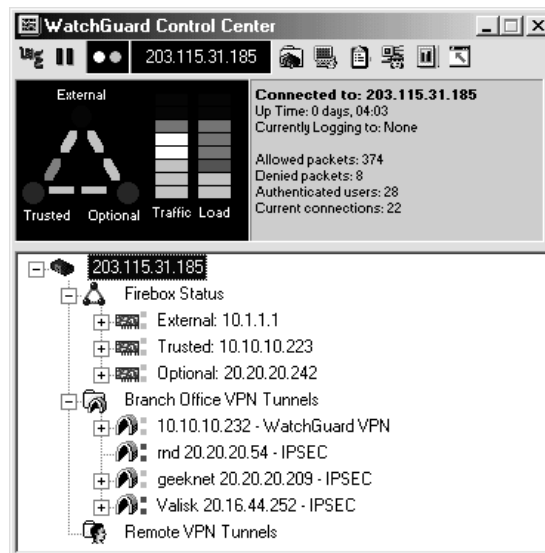 WatchGuard Control Center
203.115.31.185
External
Trusted Optional Traffic Load
Connected to: 203.115.31.185
Up Time: 0 days, 04:03
Currently Logging to: None
Allowed packets: 374
Denied packets: 8
Authenticated users: 28
Current connections: 22
203.115.31.185
Firebox Status
External: 10.1.1.1
Trusted: 10.10.10.223
Optional: 20.20.20.242
Branch Office VPN Tunnels
10.10.10.232 - WatchGuard VPN
rnd 20.20.20.54 - IPSEC
geeknet 20.20.20.209 - IPSEC
Valisk 20.16.44.252 - IPSEC
Remote VPN Tunnels